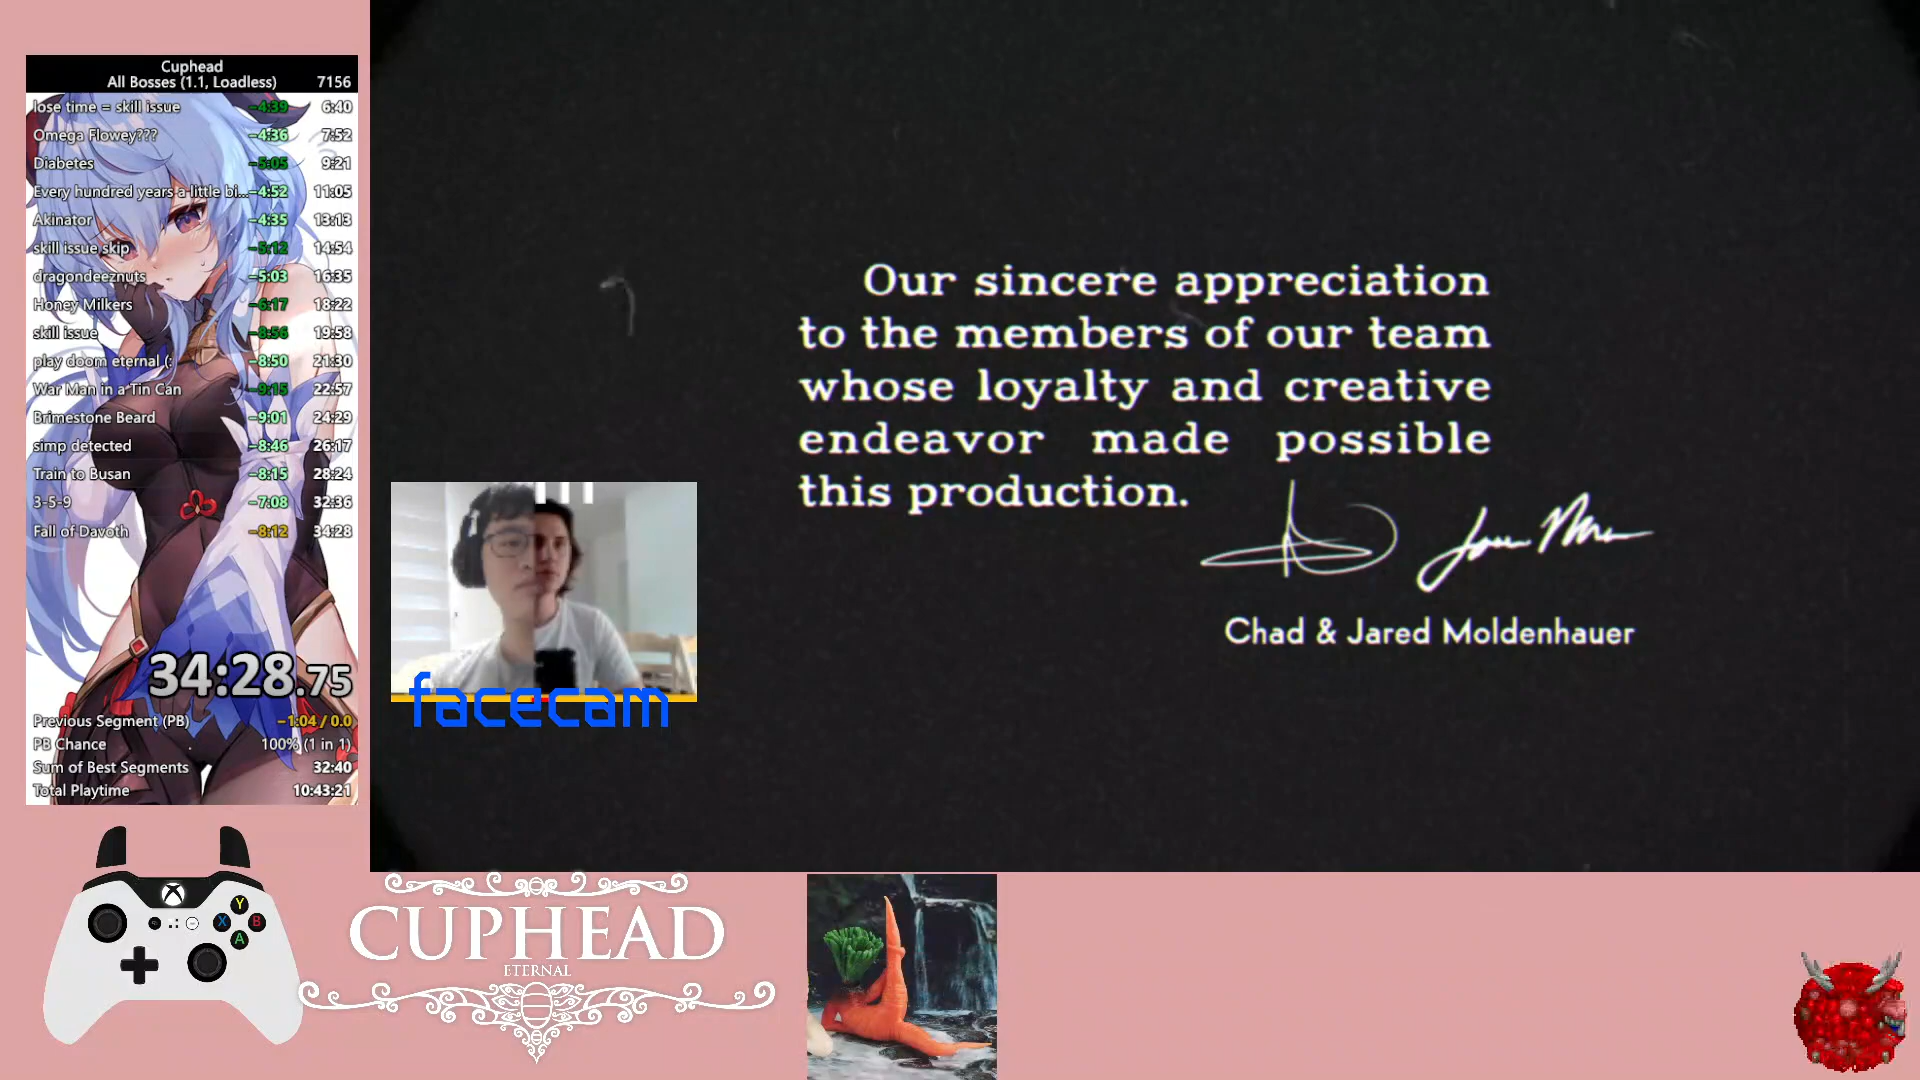 Cuphead
All Bosses (1.1, Loadless) 7156
lose time = skill issue −4:39 6:40
Omega Flowey??? −4:36 7:52
Diabetes −5:05 9:21
Every hundred years a little bi... −4:52 11:05
Akinator −4:35 13:13
skill issue skip −5:12 14:54
dragondeeznuts −5:03 16:35
Honey Milkers −6:17 18:22
skill issue −8:56 19:58
play doom eternal (: −8:50 21:30
War Man in a Tin Can −9:15 22:57
Brimestone Beard −9:01 24:29
simp detected −8:46 26:17
Train to Busan −8:15 28:24
3-5-9 −7:08 32:36
Fall of Davoth −8:12 34:28
34:28.75
Previous Segment (PB) −1:04 / 0.0
PB Chance 100% (1 in 1)
Sum of Best Segments 32:40
Total Playtime 10:43:21
Our sincere appreciation
to the members of our team
whose loyalty and creative
endeavor made possible
this production.
Chad & Jared Moldenhauer
facecam
Y
X B
A
CUPHEAD
ETERNAL